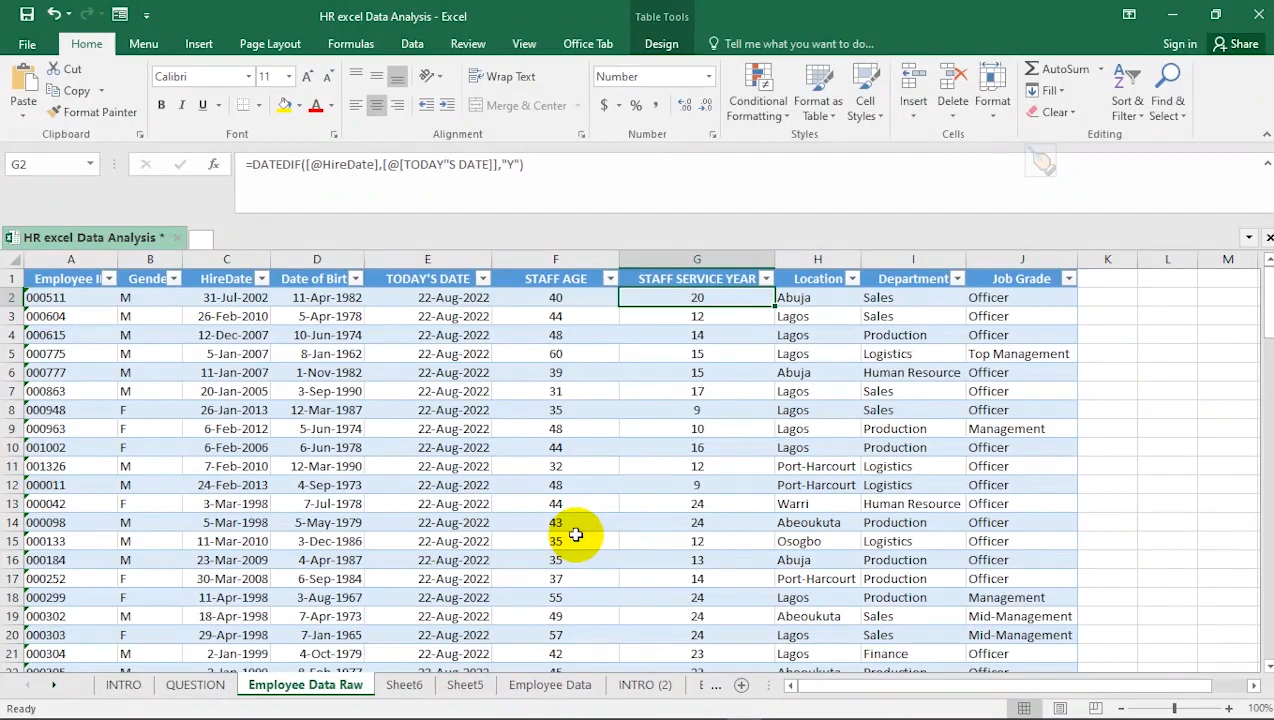 HR excel Data Analysis - Excel
Table Tools
File Home Menu Insert Page Layout Formulas Data Review View Office Tab Design Tell me what you want to do... Sign in Share
Paste
Cut
Copy
Format Painter
Calibri 11
B I U
Wrap Text
Merge & Center
Number
$ % ,
Conditional Formatting
Format as Table
Cell Styles
Insert
Delete
Format
AutoSum
Fill
Clear
Sort & Filter
Find & Select
Clipboard Font Alignment Number Styles Cells Editing
G2 fx =DATEDIF([@HireDate],[@[TODAY"S DATE]],"Y")
HR excel Data Analysis *
A B C D E F G H I J K L M
1 Employee I Gende HireDate Date of Birt TODAY'S DATE STAFF AGE STAFF SERVICE YEAR Location Department Job Grade
2 000511 M 31-Jul-2002 11-Apr-1982 22-Aug-2022 40 20 Abuja Sales Officer
3 000604 M 26-Feb-2010 5-Apr-1978 22-Aug-2022 44 12 Lagos Sales Officer
4 000615 M 12-Dec-2007 10-Jun-1974 22-Aug-2022 48 14 Lagos Production Officer
5 000775 M 5-Jan-2007 8-Jan-1962 22-Aug-2022 60 15 Lagos Logistics Top Management
6 000777 M 11-Jan-2007 1-Nov-1982 22-Aug-2022 39 15 Abuja Human Resource Officer
7 000863 M 20-Jan-2005 3-Sep-1990 22-Aug-2022 31 17 Lagos Sales Officer
8 000948 F 26-Jan-2013 12-Mar-1987 22-Aug-2022 35 9 Lagos Sales Officer
9 000963 F 6-Feb-2012 5-Jun-1974 22-Aug-2022 48 10 Lagos Production Management
10 001002 F 6-Feb-2006 6-Jun-1978 22-Aug-2022 44 16 Lagos Production Officer
11 001326 M 7-Feb-2010 12-Mar-1990 22-Aug-2022 32 12 Port-Harcourt Logistics Officer
12 000011 M 24-Feb-2013 4-Sep-1973 22-Aug-2022 48 9 Port-Harcourt Logistics Officer
13 000042 F 3-Mar-1998 7-Jul-1978 22-Aug-2022 44 24 Warri Human Resource Officer
14 000098 M 5-Mar-1998 5-May-1979 22-Aug-2022 43 24 Abeoukuta Production Officer
15 000133 M 11-Mar-2010 3-Dec-1986 22-Aug-2022 35 12 Osogbo Logistics Officer
16 000184 M 23-Mar-2009 4-Apr-1987 22-Aug-2022 35 13 Abuja Production Officer
17 000252 F 30-Mar-2008 6-Sep-1984 22-Aug-2022 37 14 Port-Harcourt Production Officer
18 000299 F 11-Apr-1998 3-Aug-1967 22-Aug-2022 55 24 Lagos Production Management
19 000302 M 18-Apr-1998 7-Apr-1973 22-Aug-2022 49 24 Abeoukuta Sales Mid-Management
20 000303 F 29-Apr-1998 7-Jan-1965 22-Aug-2022 57 24 Lagos Sales Mid-Management
21 000304 M 2-Jan-1999 4-Oct-1979 22-Aug-2022 42 23 Lagos Finance Officer
INTRO QUESTION Employee Data Raw Sheet6 Sheet5 Employee Data INTRO (2) E ...
Ready 100%